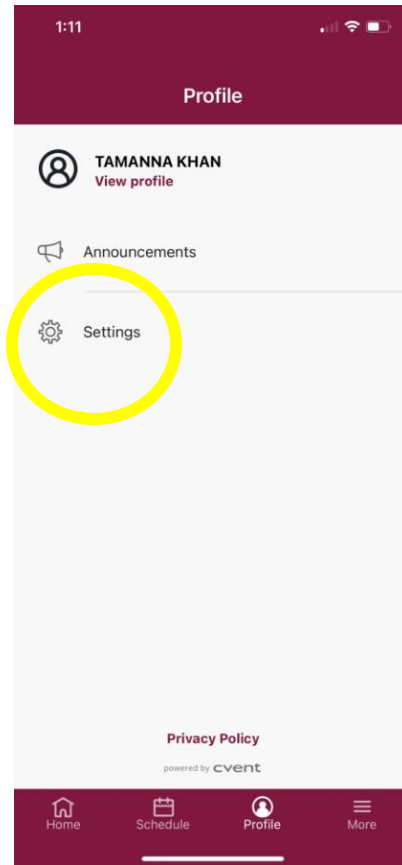 1:11
Profile
TAMANNA KHAN
View profile
Announcements
Settings
Privacy Policy
powered by cvent
Home Schedule Profile More